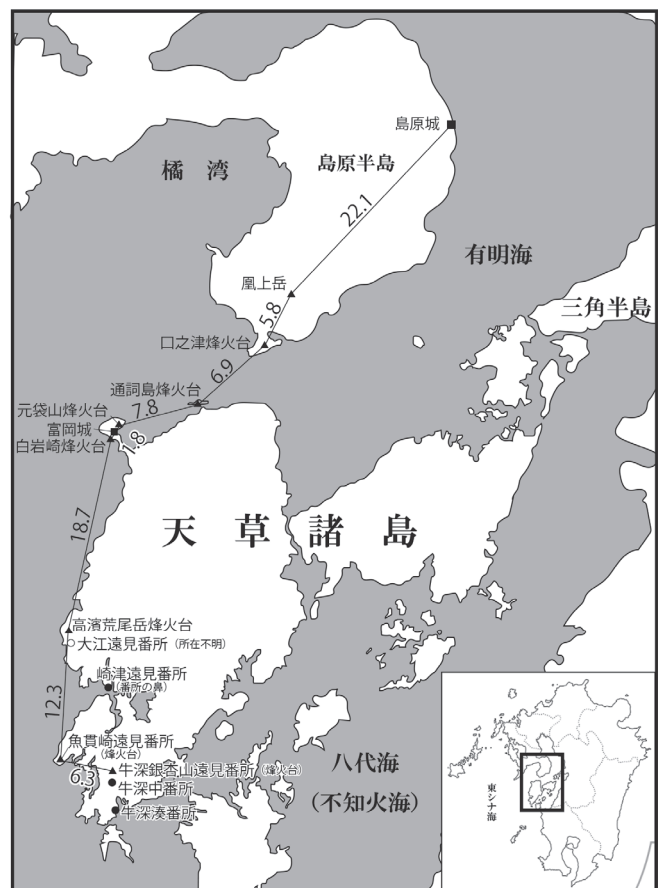 島原城
橘 湾
島原半島
22.1
有明海
凰上岳
三角半島
5.8
口之津烽火台
6.9
通詞島烽火台
元袋山烽火台
7.8
富岡城
白岩崎烽火台
1.8
天草諸島
18.7
高濱荒尾岳烽火台
大江遠見番所(所在不明)
崎津遠見番所
(番所の鼻)
12.3
魚貫崎遠見番所
(烽火台)
牛深銀杏山遠見番所(烽火台)
6.3
牛深中番所
牛深湊番所
八代海
(不知火海)
東シナ海